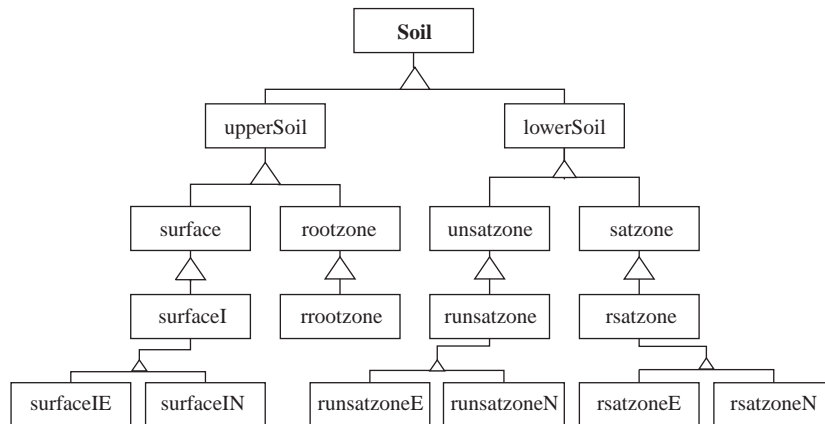 Soil
upperSoil
lowerSoil
surface
rootzone
unsatzone
satzone
surfaceI
rrootzone
runsatzone
rsatzone
surfaceIE
surfaceIN
runsatzoneE
runsatzoneN
rsatzoneE
rsatzoneN